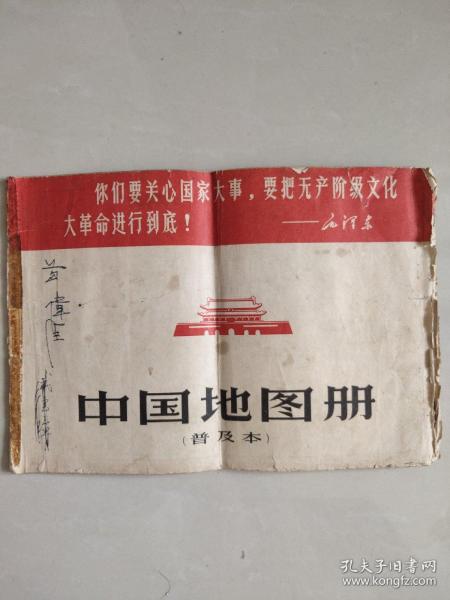 你们要关心国家大事，要把无产阶级文化
大革命进行到底！
——毛泽东
中国地图册
（普及本）
孔夫子旧书网
www.kongfz.com